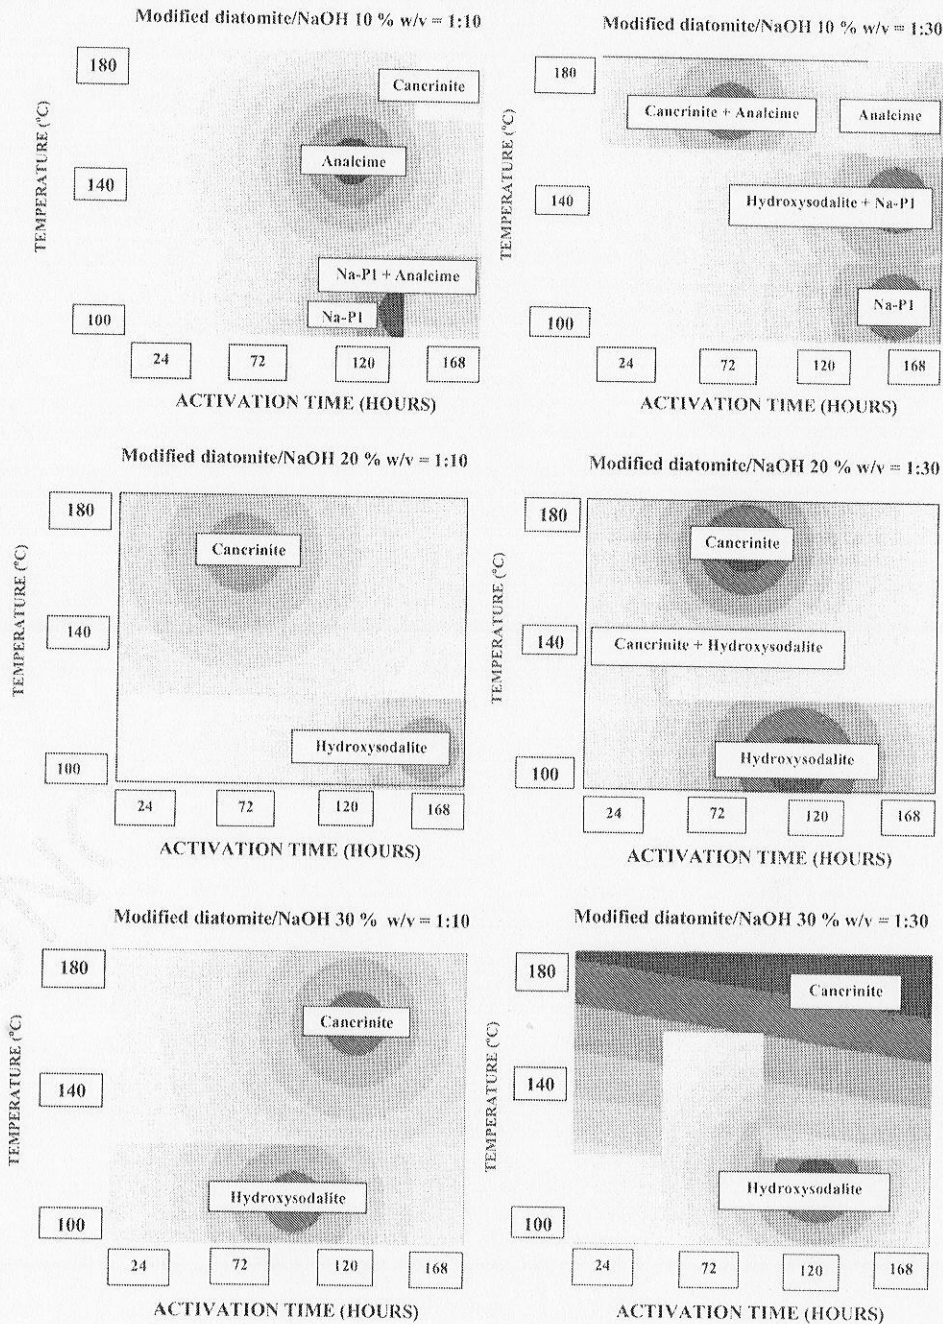 Modified diatomite/NaOH 10 % w/v = 1:10
TEMPERATURE (°C)
180
140
100
Cancrinite
Analcime
Na-P1 + Analcime
Na-P1
24
72
120
168
ACTIVATION TIME (HOURS)
Modified diatomite/NaOH 10 % w/v = 1:30
TEMPERATURE (°C)
180
140
100
Cancrinite + Analcime
Analcime
Hydroxysodalite + Na-P1
Na-P1
24
72
120
168
ACTIVATION TIME (HOURS)
Modified diatomite/NaOH 20 % w/v = 1:10
TEMPERATURE (°C)
180
140
100
Cancrinite
Hydroxysodalite
24
72
120
168
ACTIVATION TIME (HOURS)
Modified diatomite/NaOH 20 % w/v = 1:30
TEMPERATURE (°C)
180
140
100
Cancrinite
Cancrinite + Hydroxysodalite
Hydroxysodalite
24
72
120
168
ACTIVATION TIME (HOURS)
Modified diatomite/NaOH 30 % w/v = 1:10
TEMPERATURE (°C)
180
140
100
Cancrinite
Hydroxysodalite
24
72
120
168
ACTIVATION TIME (HOURS)
Modified diatomite/NaOH 30 % w/v = 1:30
TEMPERATURE (°C)
180
140
100
Cancrinite
Hydroxysodalite
24
72
120
168
ACTIVATION TIME (HOURS)